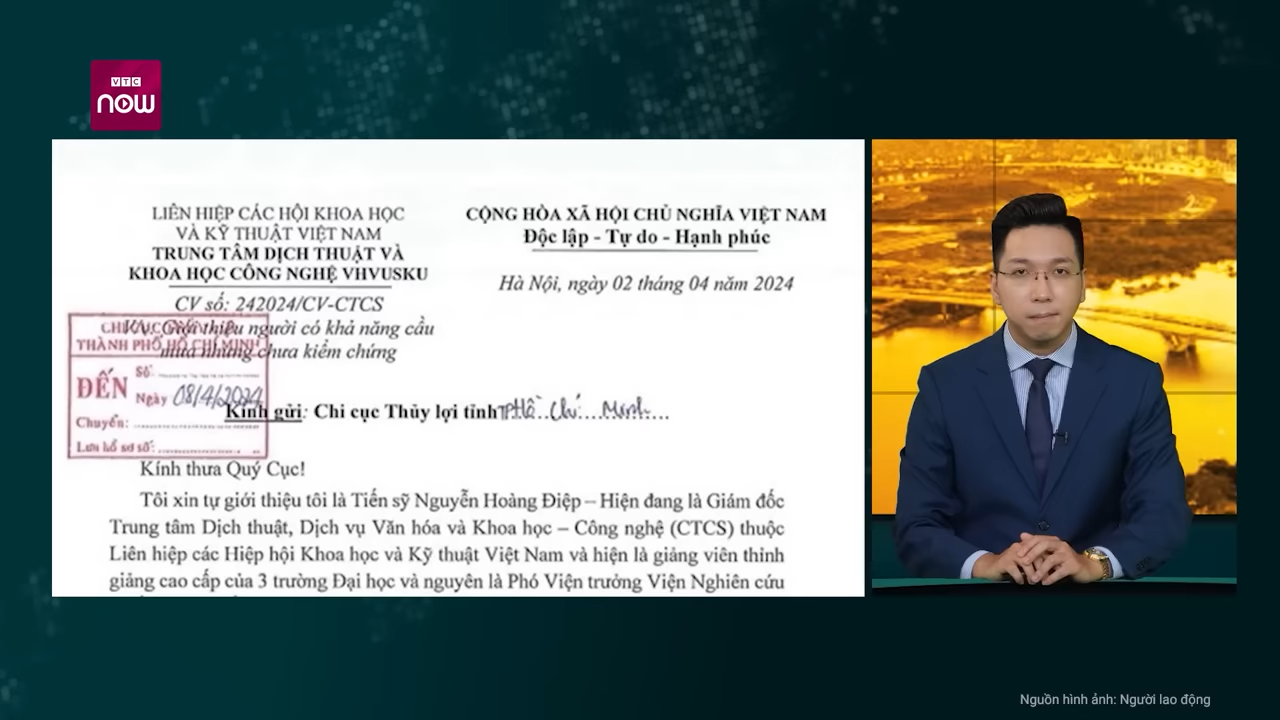 VTC
now
LIÊN HIỆP CÁC HỘI KHOA HỌC
VÀ KỸ THUẬT VIỆT NAM
TRUNG TÂM DỊCH THUẬT VÀ
KHOA HỌC CÔNG NGHỆ VHVUSKU
CV số: 242024/CV-CTCS
thiệu người có khả năng cầu
mưa nhưng chưa kiểm chứng
CỘNG HÒA XÃ HỘI CHỦ NGHĨA VIỆT NAM
Độc lập - Tự do - Hạnh phúc
Hà Nội, ngày 02 tháng 04 năm 2024
THÀNH PHỐ HỒ CHÍ MINH
ĐẾN
Số:
Ngày 08/4/2024
Chuyển:
Lưu hồ sơ số:
Kính gửi: Chi cục Thủy lợi tỉnh TP Hồ Chí Minh
Kính thưa Quý Cục!
Tôi xin tự giới thiệu tôi là Tiến sỹ Nguyễn Hoàng Điệp – Hiện đang là Giám đốc
Trung tâm Dịch thuật, Dịch vụ Văn hóa và Khoa học – Công nghệ (CTCS) thuộc
Liên hiệp các Hiệp hội Khoa học và Kỹ thuật Việt Nam và hiện là giảng viên thỉnh
giảng cao cấp của 3 trường Đại học và nguyên là Phó Viện trưởng Viện Nghiên cứu
Nguồn hình ảnh: Người lao động